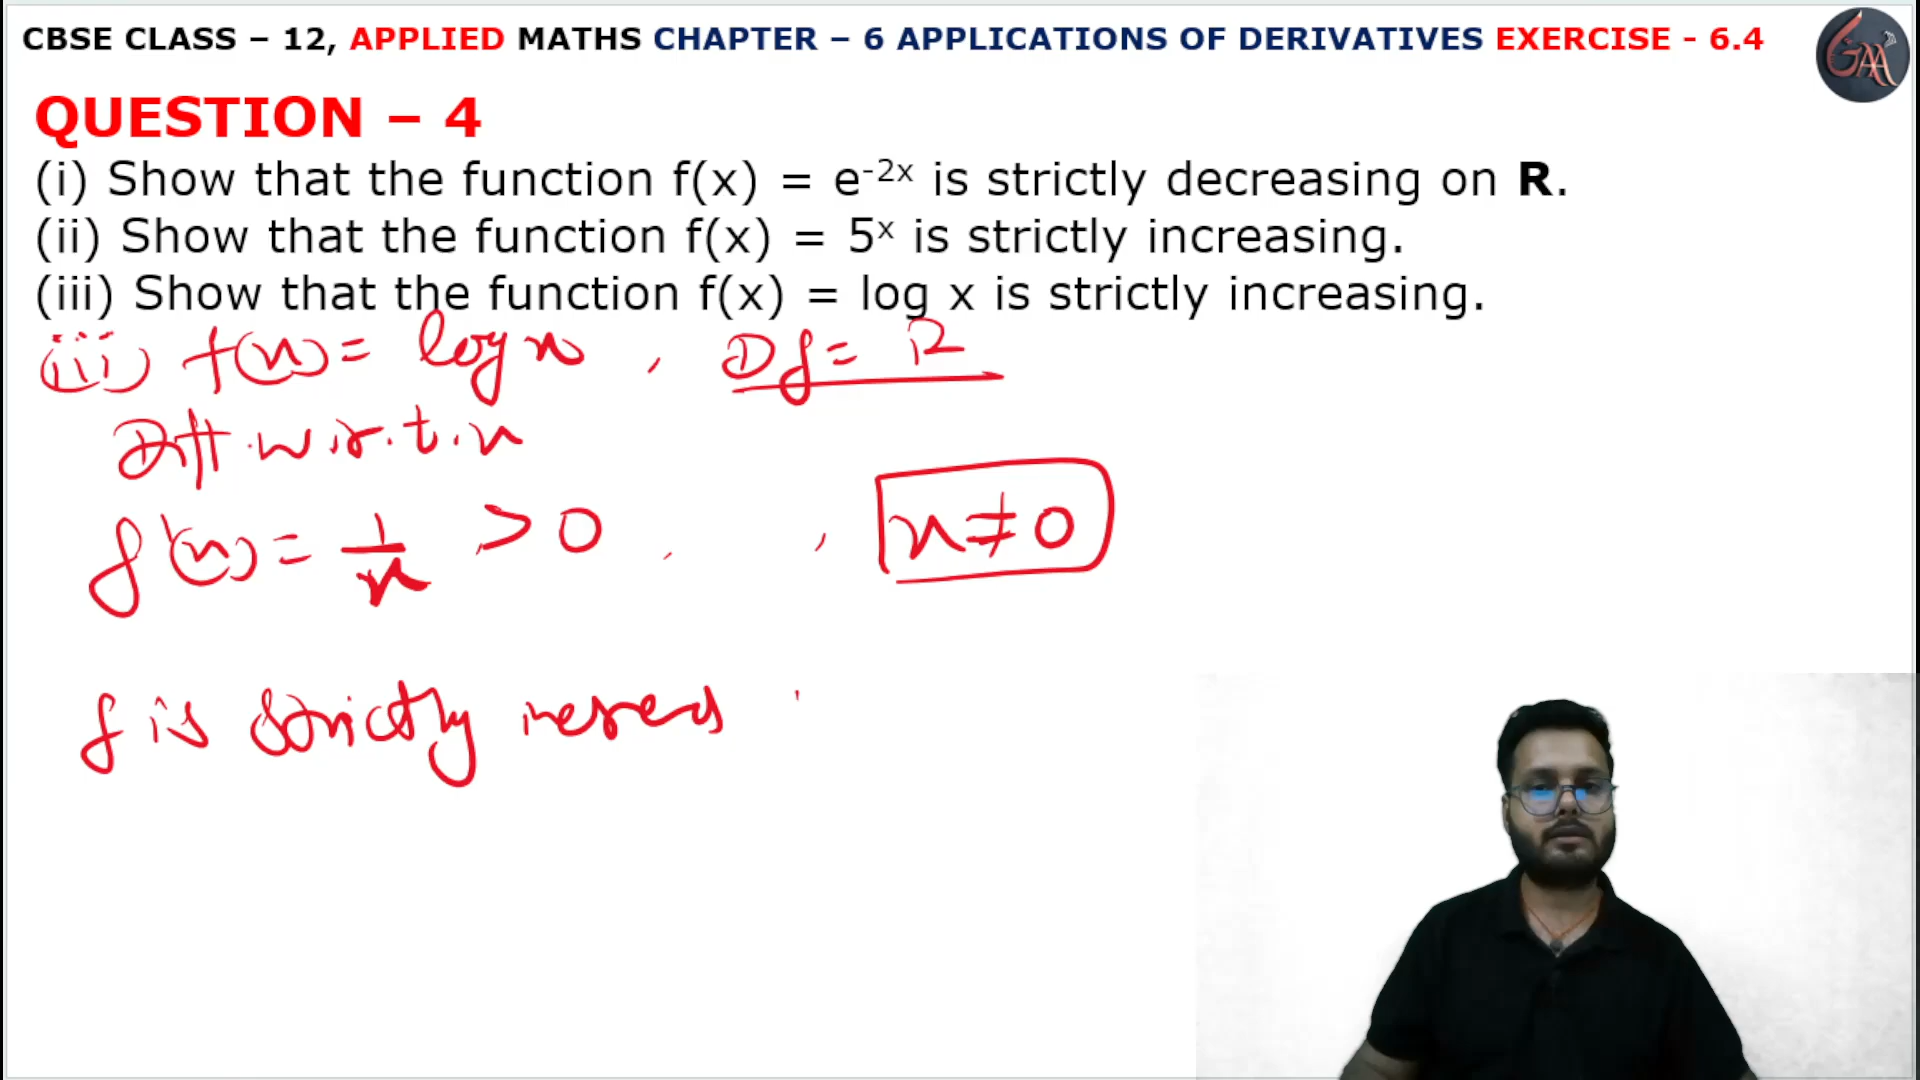 CBSE CLASS – 12, APPLIED MATHS CHAPTER – 6 APPLICATIONS OF DERIVATIVES EXERCISE - 6.4
QUESTION – 4
(i) Show that the function f(x) = e⁻²ˣ is strictly decreasing on R.
(ii) Show that the function f(x) = 5ˣ is strictly increasing.
(iii) Show that the function f(x) = log x is strictly increasing.
(iii) f(x) = log x , Df = R
Diff. w.r.t. x
f'(x) = 1/x > 0 , , x ≠ 0
f is strictly